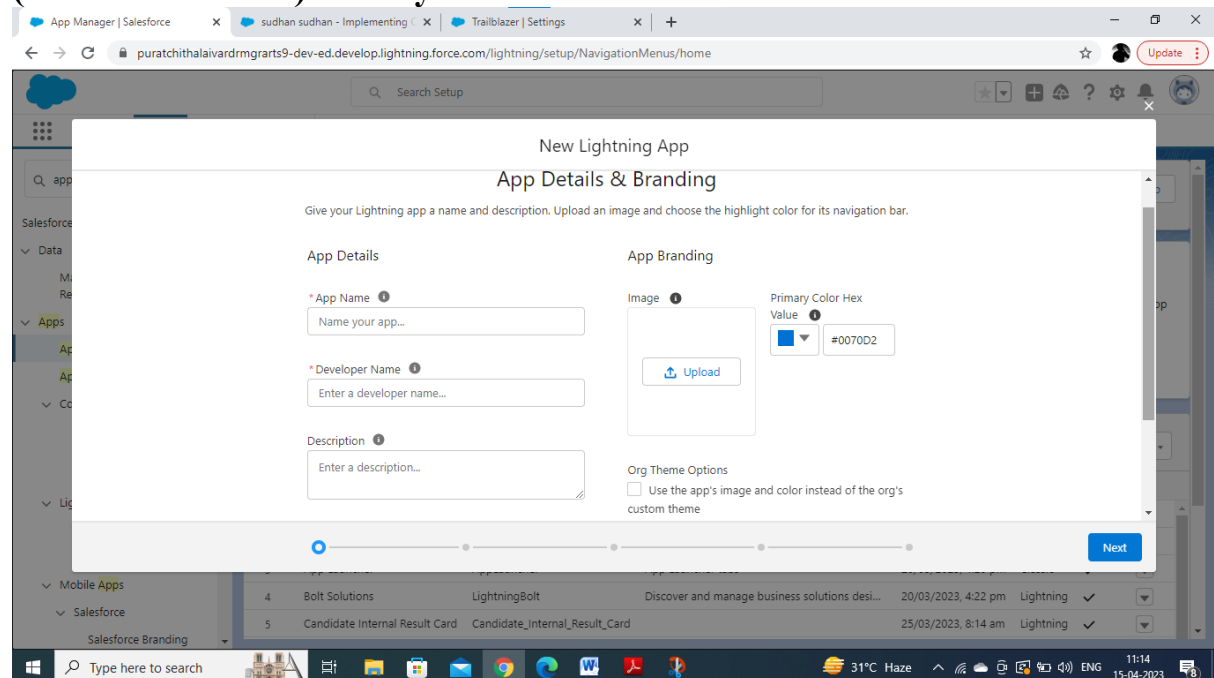 App Manager | Salesforce
sudhan sudhan - Implementing
Trailblazer | Settings
puratchithalaivardrmgrarts9-dev-ed.develop.lightning.force.com/lightning/setup/NavigationMenus/home
Update
Search Setup
New Lightning App
app
App Details & Branding
Give your Lightning app a name and description. Upload an image and choose the highlight color for its navigation bar.
Salesforce
Data
App Details
App Branding
* App Name
Image
Primary Color Hex
Value
Name your app...
#0070D2
Apps
* Developer Name
Upload
Enter a developer name...
Description
Enter a description...
Org Theme Options
Use the app's image and color instead of the org's
custom theme
Next
Mobile Apps
4 Bolt Solutions LightningBolt Discover and manage business solutions desi... 20/03/2023, 4:22 pm Lightning
Salesforce
5 Candidate Internal Result Card Candidate_Internal_Result_Card 25/03/2023, 8:14 am Lightning
Salesforce Branding
Type here to search
31°C Haze
ENG
11:14
15-04-2023
8